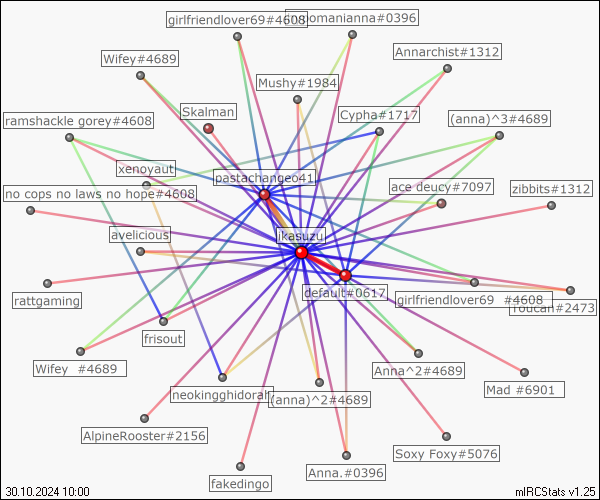 girlfriendlover69#4608
omanianna#0396
Annarchist#1312
Wifey#4689
Mushy#1984
Skalman
Cypha#1717
(anna)^3#4689
ramshackle gorey#4608
xenoyaut
pastachangeo41
ace deucy#7097
zibbits#1312
no cops no laws no hope#4608
avelicious
ikasuzu
default#0617
girlfriendlover69 #4608
Toucan#2473
rattgaming
frisout
Wifey #4689
Anna^2#4689
Mad #6901
neokingghidorah
(anna)^2#4689
AlpineRooster#2156
Anna.#0396
Soxy Foxy#5076
fakedingo
30.10.2024 10:00
mIRCStats v1.25